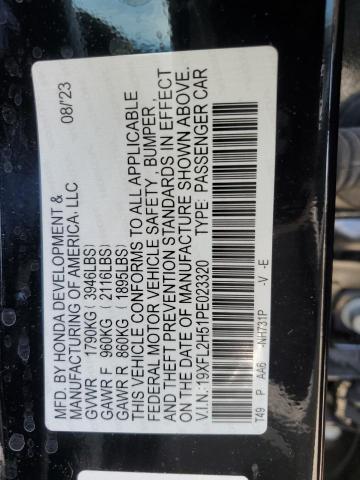 MFD. BY HONDA DEVELOPMENT & 08/'23
MANUFACTURING OF AMERICA, LLC
GVWR 1790KG (3946LBS)
GAWR F 960KG (2116LBS)
GAWR R 860KG (1895LBS)
THIS VEHICLE CONFORMS TO ALL APPLICABLE
FEDERAL MOTOR VEHICLE SAFETY, BUMPER,
AND THEFT PREVENTION STANDARDS IN EFFECT
ON THE DATE OF MANUFACTURE SHOWN ABOVE.
V.I.N.:19XFL2H51PE023320 TYPE: PASSENGER CAR
T49 P AA6 -NH731P -V -E